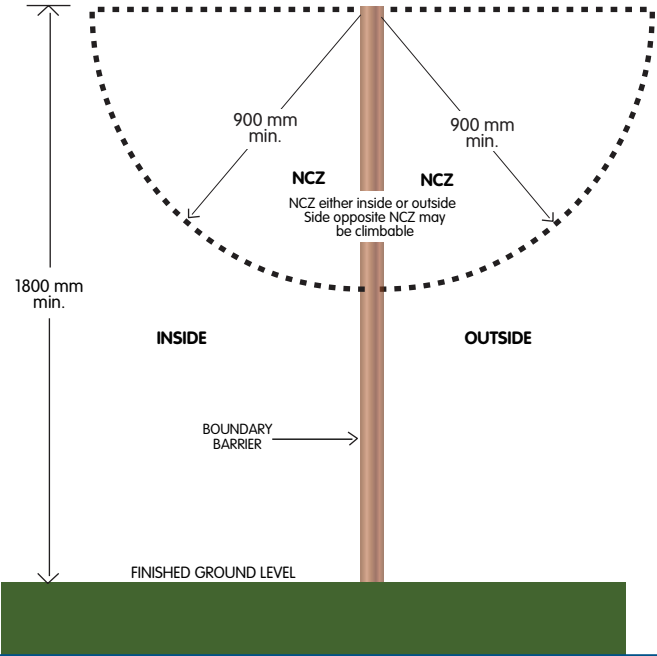 900 mm
min.
900 mm
min.
NCZ
NCZ
NCZ either inside or outside
Side opposite NCZ may
be climbable
1800 mm
min.
INSIDE
OUTSIDE
BOUNDARY
BARRIER
FINISHED GROUND LEVEL